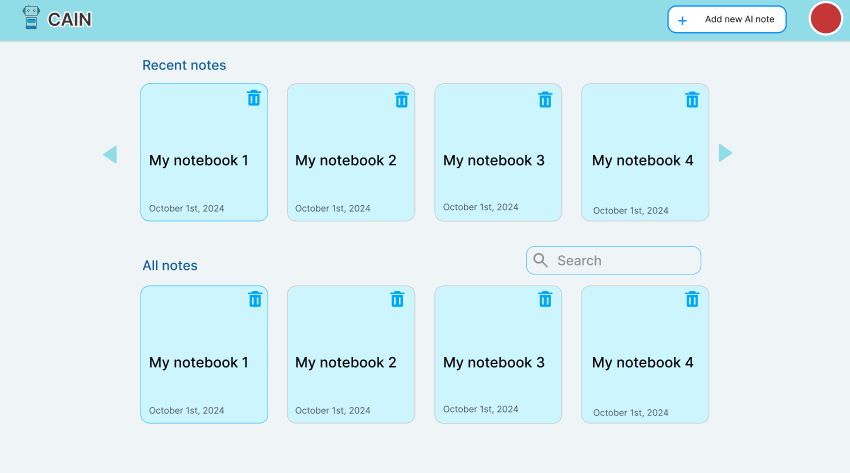 CAIN
+ Add new AI note
Recent notes
My notebook 1
My notebook 2
My notebook 3
My notebook 4
October 1st, 2024
October 1st, 2024
October 1st, 2024
October 1st, 2024
All notes
Search
My notebook 1
My notebook 2
My notebook 3
My notebook 4
October 1st, 2024
October 1st, 2024
October 1st, 2024
October 1st, 2024